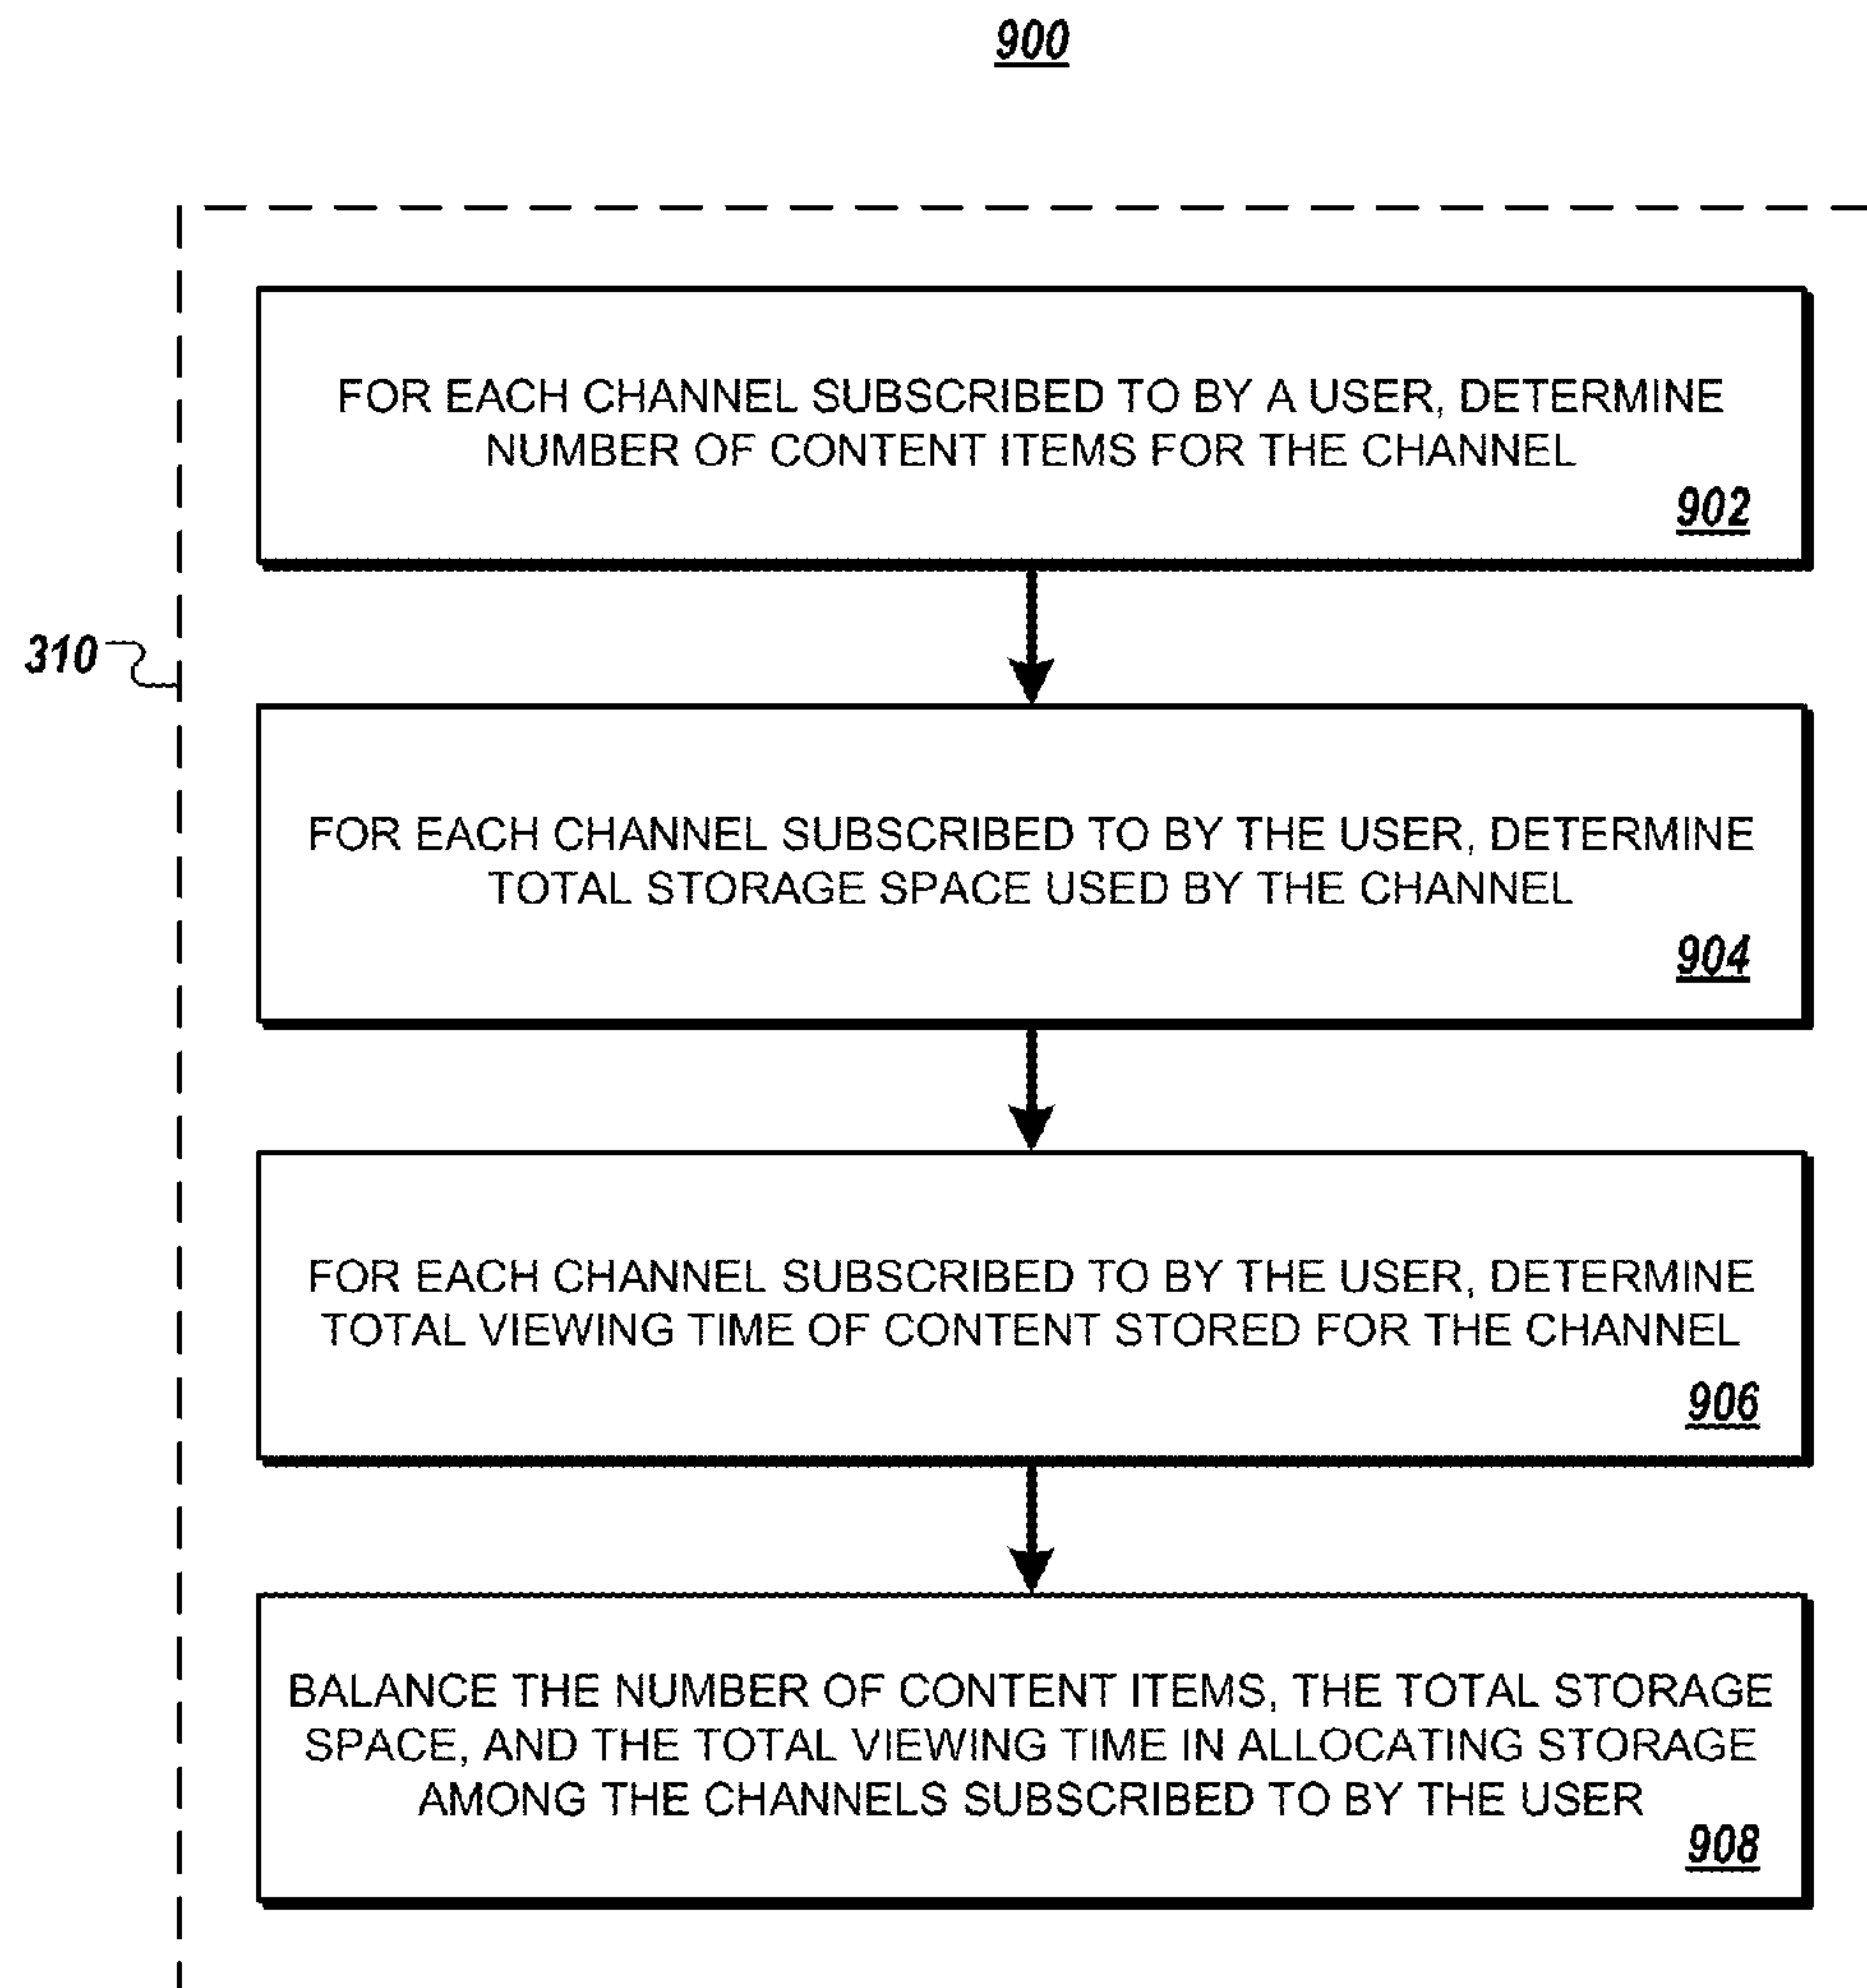 900
FOR EACH CHANNEL SUBSCRIBED TO BY A USER, DETERMINE
NUMBER OF CONTENT ITEMS FOR THE CHANNEL
902
310
FOR EACH CHANNEL SUBSCRIBED TO BY THE USER, DETERMINE
TOTAL STORAGE SPACE USED BY THE CHANNEL
904
FOR EACH CHANNEL SUBSCRIBED TO BY THE USER, DETERMINE
TOTAL VIEWING TIME OF CONTENT STORED FOR THE CHANNEL
906
BALANCE THE NUMBER OF CONTENT ITEMS, THE TOTAL STORAGE
SPACE, AND THE TOTAL VIEWING TIME IN ALLOCATING STORAGE
AMONG THE CHANNELS SUBSCRIBED TO BY THE USER
908